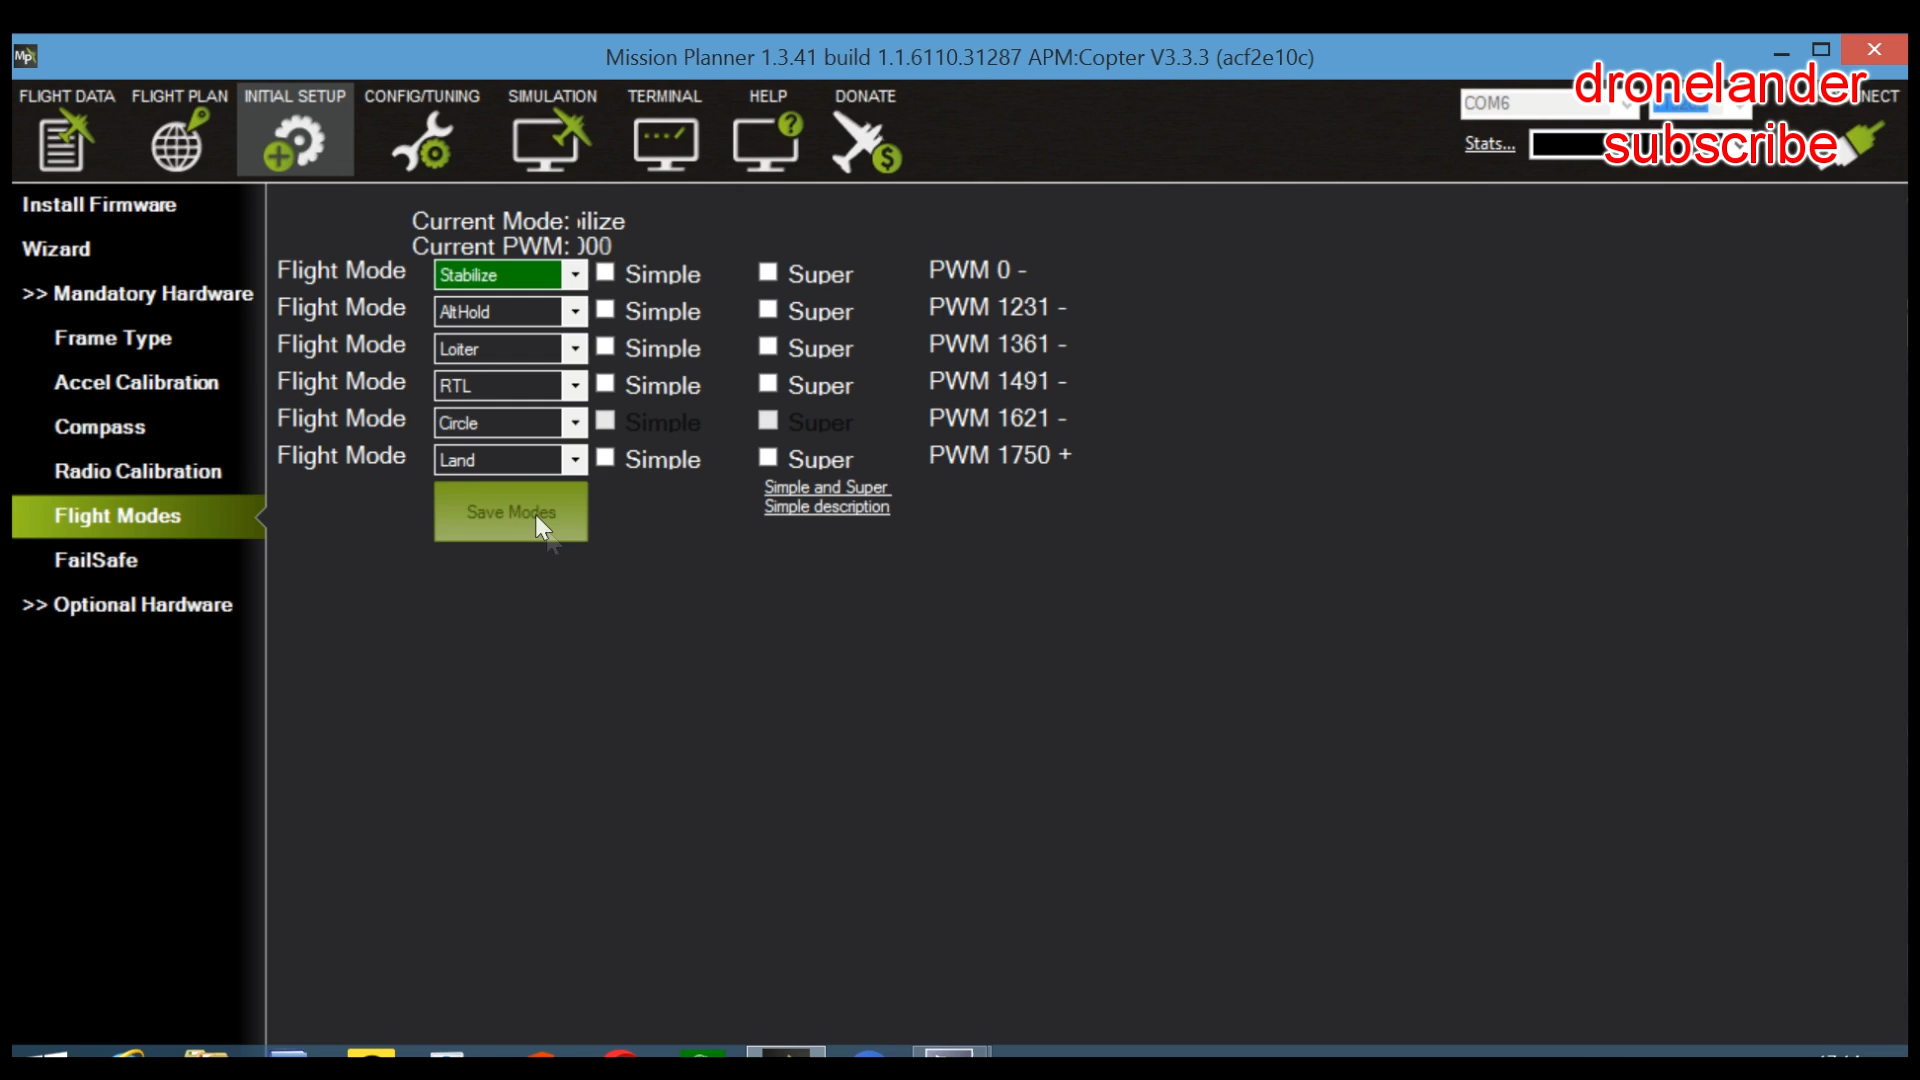 Mp
Mission Planner 1.3.41 build 1.1.6110.31287 APM:Copter V3.3.3 (acf2e10c)
FLIGHT DATA FLIGHT PLAN INITIAL SETUP CONFIG/TUNING SIMULATION TERMINAL HELP DONATE
COM6
dronelander
NECT
Stats...
subscribe
Install Firmware
Wizard
>> Mandatory Hardware
Frame Type
Accel Calibration
Compass
Radio Calibration
Flight Modes
FailSafe
>> Optional Hardware
Current Mode: ilize
Current PWM: 000
Flight Mode Stabilize Simple Super PWM 0 -
Flight Mode AltHold Simple Super PWM 1231 -
Flight Mode Loiter Simple Super PWM 1361 -
Flight Mode RTL Simple Super PWM 1491 -
Flight Mode Circle Simple Super PWM 1621 -
Flight Mode Land Simple Super PWM 1750 +
Save Modes
Simple and Super
Simple description